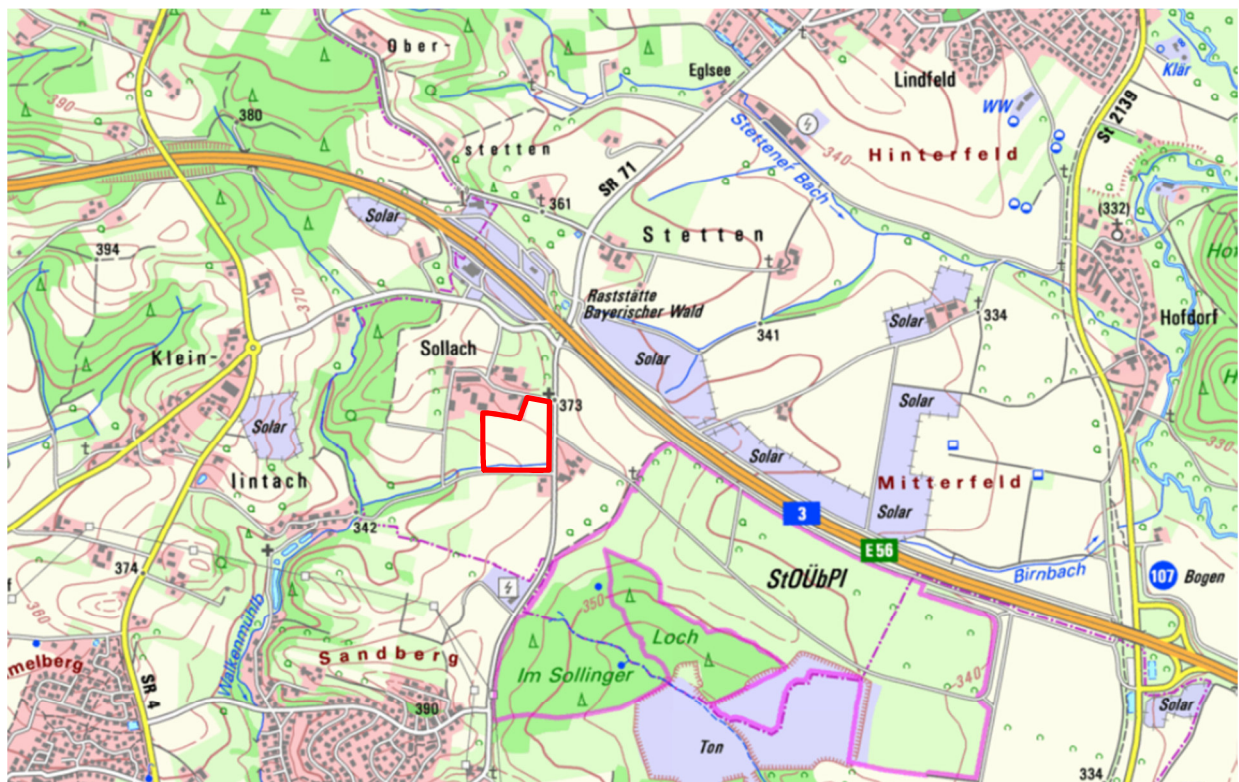 Ober-
stetten
Eglsee
Lindfeld
Klär
WW
St 2139
390
380
Stettener Bach
340
Hinterfeld
SR 71
361
(332)
Solar
Stetten
394
370
Raststätte
Bayerischer Wald
341
334
Solar
Hofdorf
Klein-
lintach
Sollach
373
Solar
Solar
Solar
Solar
Mitterfeld
Solar
330
342
3
E 56
Birnbach
107 Bogen
StOÜbPl
374
360
350
Loch
Im Sollinger
340
Sandberg
melberg
SR 4
390
Ton
Solar
334